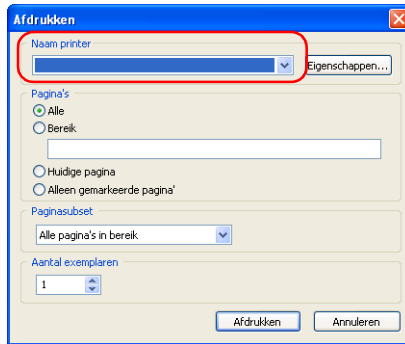 Afdrukken
Naam printer
Eigenschappen...
Pagina's
Alle
Bereik
Huidige pagina
Alleen gemarkeerde pagina'
Paginasubset
Alle pagina's in bereik
Aantal exemplaren
1
Afdrukken Annuleren